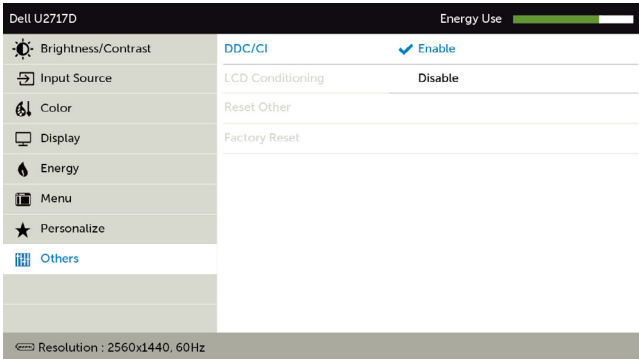 Dell U2717D Energy Use
Brightness/Contrast DDC/CI Enable
Input Source LCD Conditioning Disable
Color Reset Other
Display Factory Reset
Energy
Menu
Personalize
Others
Resolution : 2560x1440, 60Hz